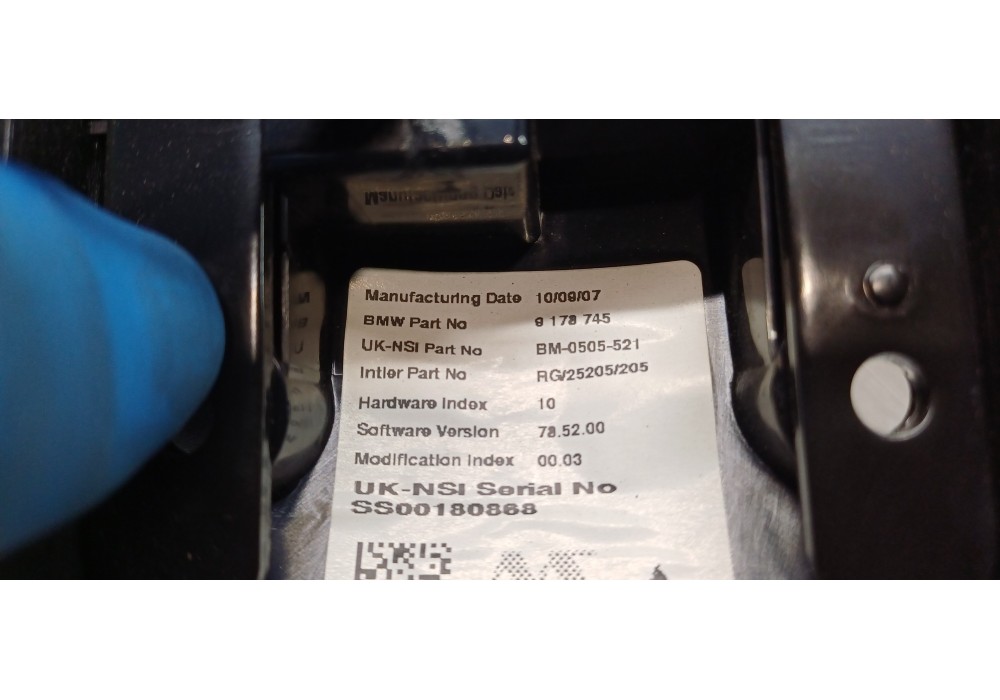 Manufacturing Date 10/09/07
BMW Part No 9 178 745
UK-NSI Part No BM-0505-521
Intier Part No RG/25205/205
Hardware Index 10
Software Version 78.52.00
Modification Index 00.03
UK-NSI Serial No
SS00180868